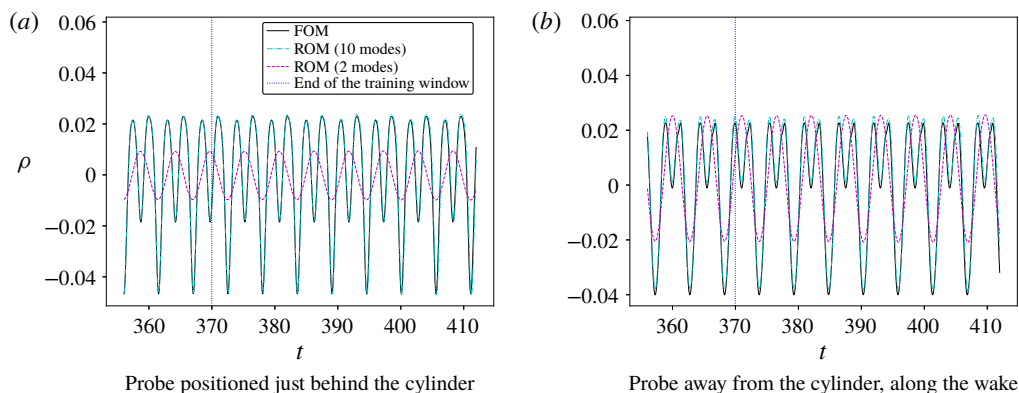 (a)
0.06
0.04
0.02
0
−0.02
−0.04
ρ
360 370 380 390 400 410
t
FOM
ROM (10 modes)
ROM (2 modes)
End of the training window
Probe positioned just behind the cylinder
(b)
0.06
0.04
0.02
0
−0.02
−0.04
360 370 380 390 400 410
t
Probe away from the cylinder, along the wake